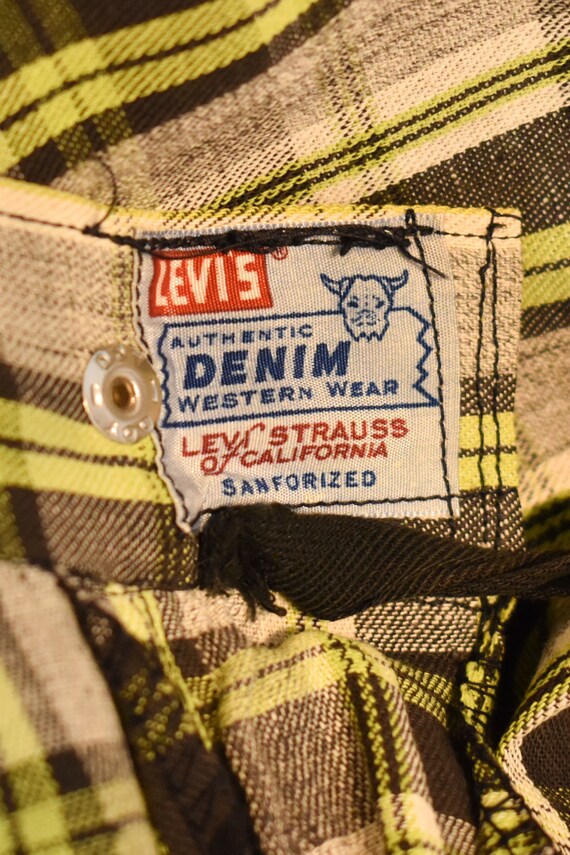 LEVI'S ®
AUTHENTIC
DENIM
WESTERN WEAR
LEVI STRAUSS
OF CALIFORNIA
SANFORIZED